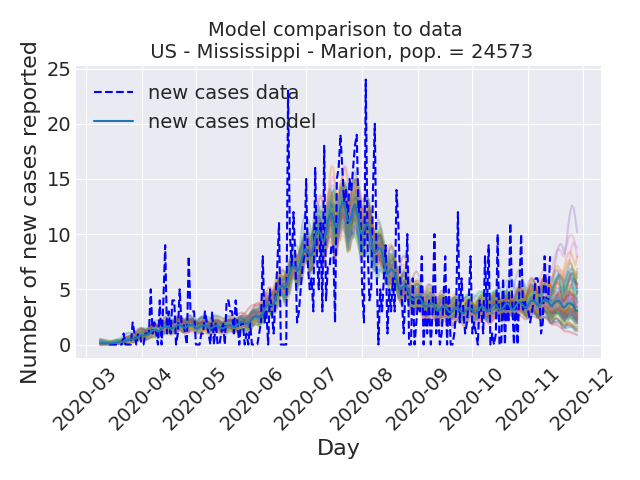 Model comparison to data
US - Mississippi - Marion, pop. = 24573
Number of new cases reported
25
20
15
10
5
0
new cases data
new cases model
2020-03
2020-04
2020-05
2020-06
2020-07
2020-08
2020-09
2020-10
2020-11
2020-12
Day